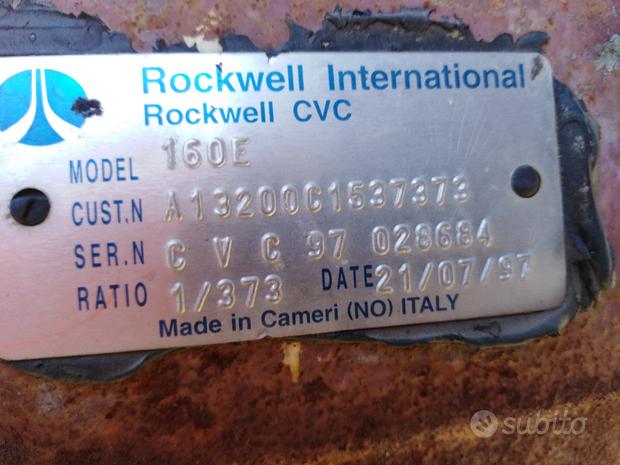 Rockwell International
Rockwell CVC
MODEL 160E
CUST.N A13200C1537373
SER.N C V C 97 028684
RATIO 1/373 DATE 21/07/97
Made in Cameri (NO) ITALY
subito